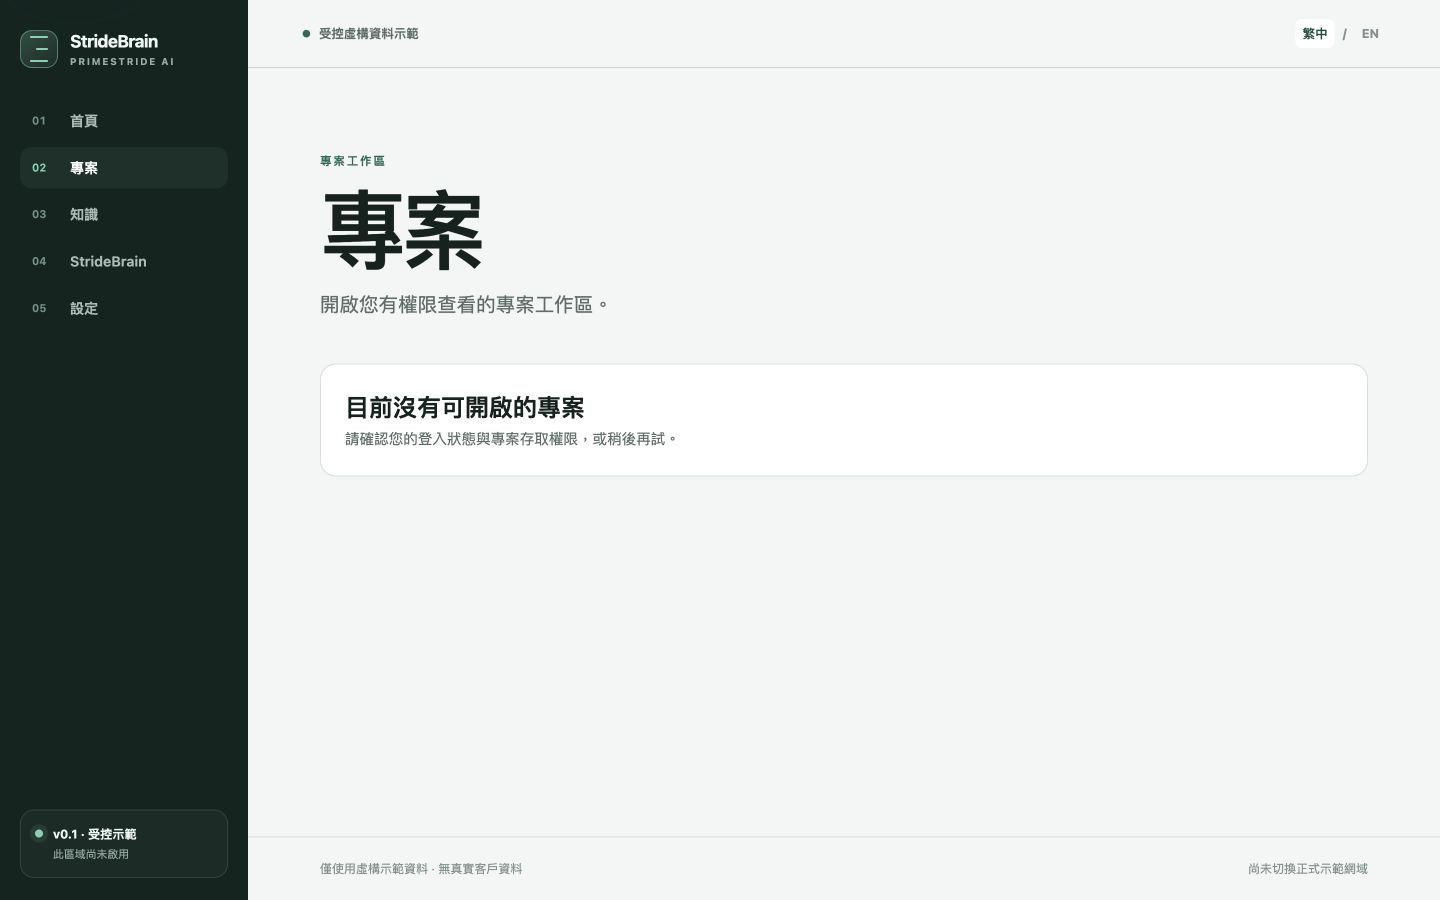 StrideBrain
PRIMESTRIDE AI
01 首頁
02 專案
03 知識
04 StrideBrain
05 設定
v0.1 · 受控示範
此區域尚未啟用
受控虛構資料示範
繁中 / EN
專案工作區
專案
開啟您有權限查看的專案工作區。
目前沒有可開啟的專案
請確認您的登入狀態與專案存取權限，或稍後再試。
僅使用虛構示範資料 · 無真實客戶資料
尚未切換正式示範網域